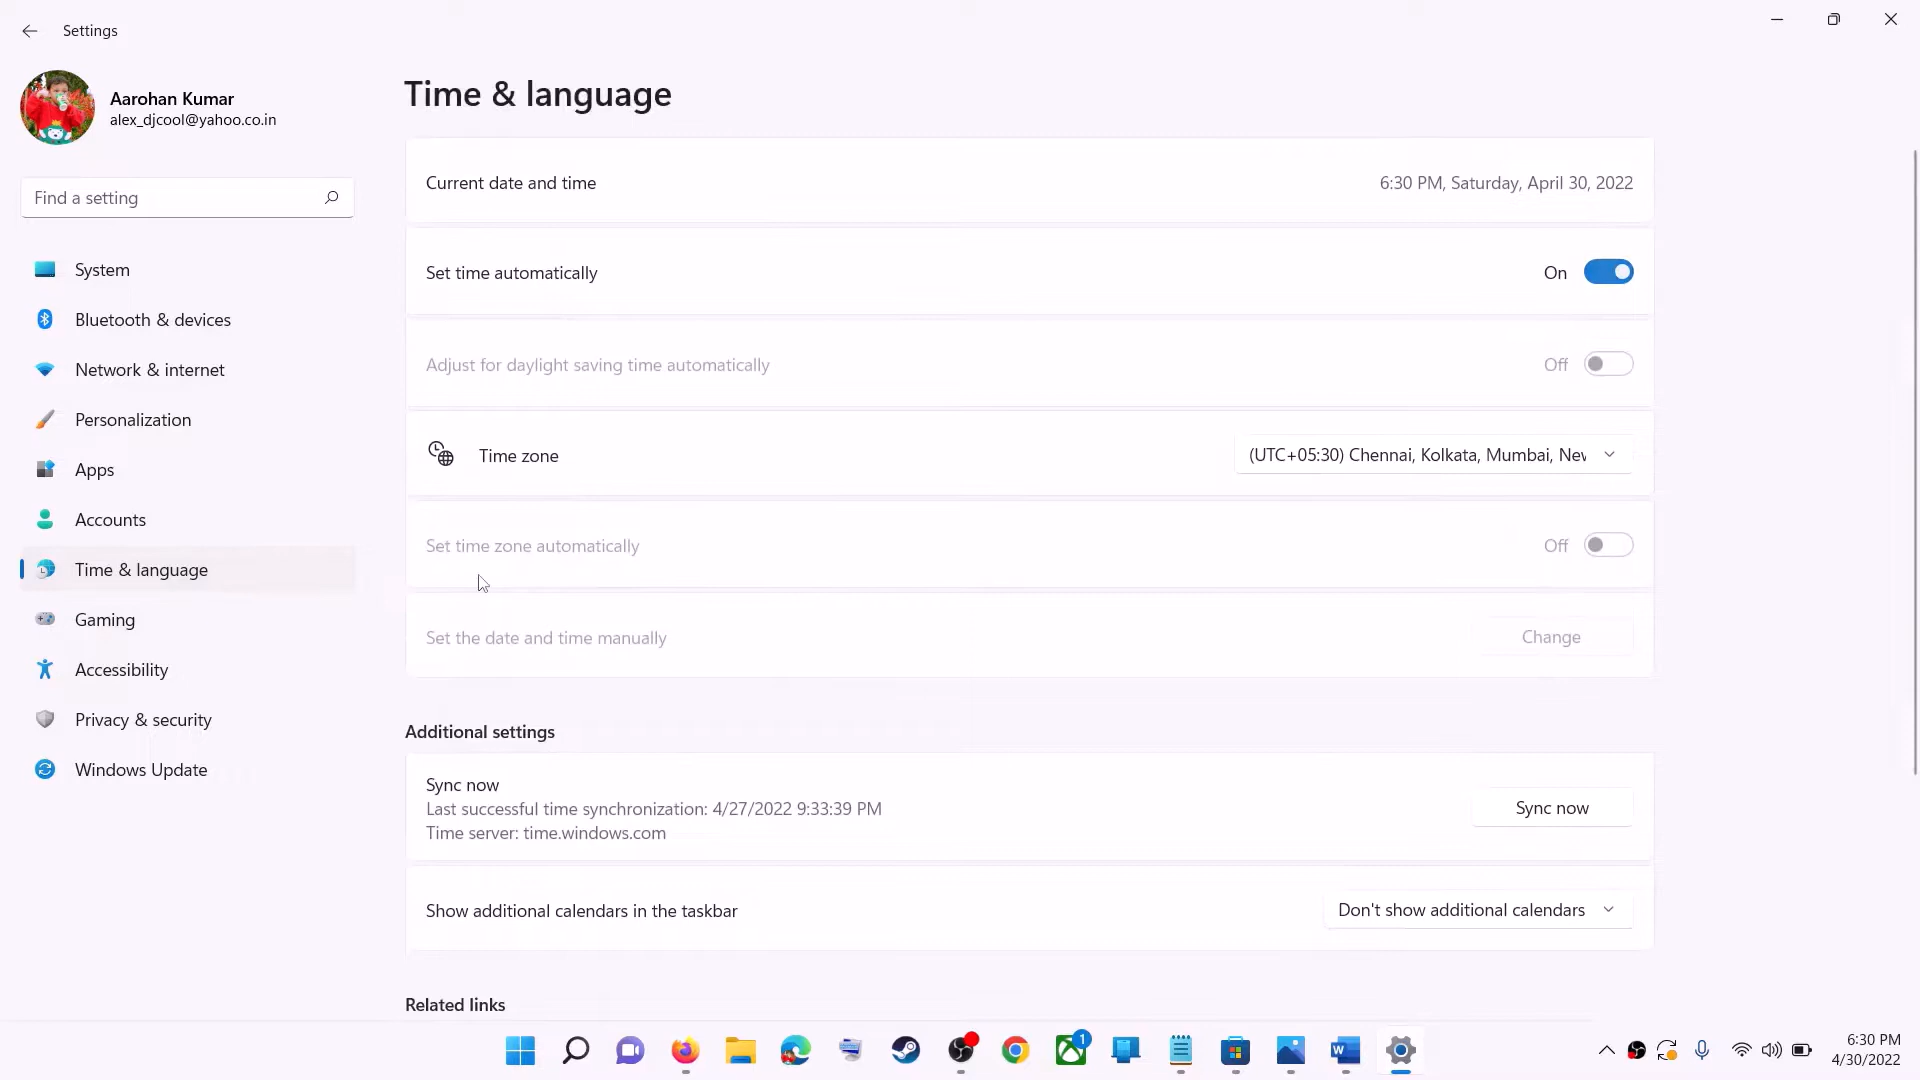 Settings
Aarohan Kumar
alex_djcool@yahoo.co.in
Find a setting
System
Bluetooth & devices
Network & internet
Personalization
Apps
Accounts
Time & language
Gaming
Accessibility
Privacy & security
Windows Update
Time & language
Current date and time
6:30 PM, Saturday, April 30, 2022
Set time automatically
On
Adjust for daylight saving time automatically
Off
Time zone
(UTC+05:30) Chennai, Kolkata, Mumbai, Nev
Set time zone automatically
Off
Set the date and time manually
Change
Additional settings
Sync now
Last successful time synchronization: 4/27/2022 9:33:39 PM
Time server: time.windows.com
Sync now
Show additional calendars in the taskbar
Don't show additional calendars
Related links
1
W
6:30 PM
4/30/2022